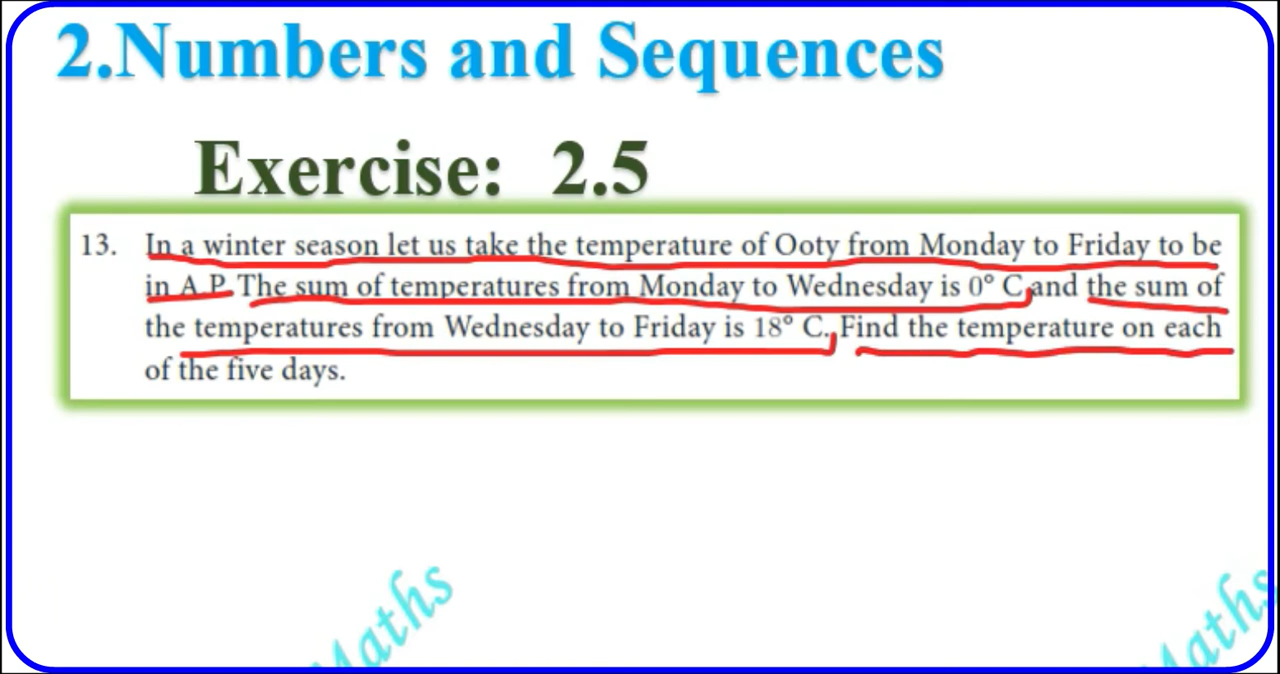 2.Numbers and Sequences
Exercise: 2.5
13. In a winter season let us take the temperature of Ooty from Monday to Friday to be
in A.P. The sum of temperatures from Monday to Wednesday is 0° C and the sum of
the temperatures from Wednesday to Friday is 18° C. Find the temperature on each
of the five days.
Maths
Maths